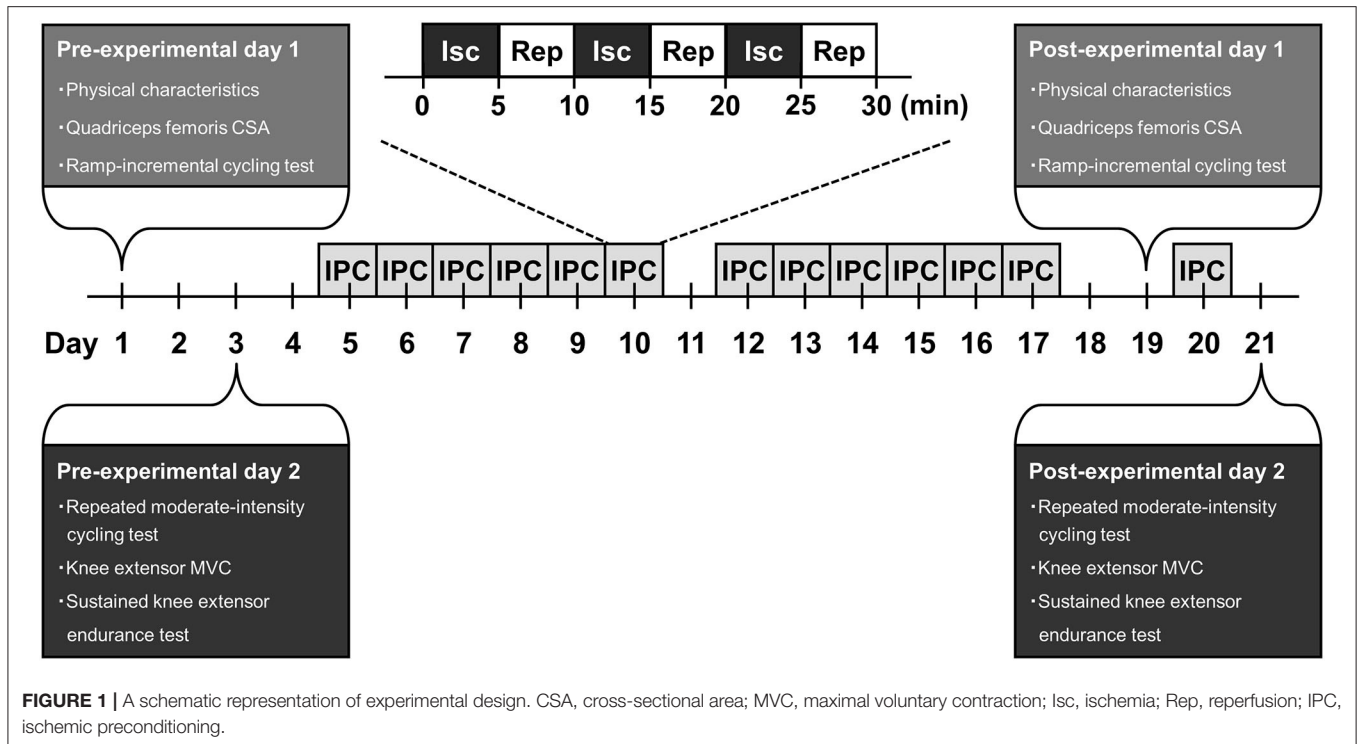 Pre-experimental day 1
・Physical characteristics
・Quadriceps femoris CSA
・Ramp-incremental cycling test
Isc Rep Isc Rep Isc Rep
0 5 10 15 20 25 30 (min)
Post-experimental day 1
・Physical characteristics
・Quadriceps femoris CSA
・Ramp-incremental cycling test
IPC IPC IPC IPC IPC IPC IPC IPC IPC IPC IPC IPC IPC
Day 1 2 3 4 5 6 7 8 9 10 11 12 13 14 15 16 17 18 19 20 21
Pre-experimental day 2
・Repeated moderate-intensity
cycling test
・Knee extensor MVC
・Sustained knee extensor
endurance test
Post-experimental day 2
・Repeated moderate-intensity
cycling test
・Knee extensor MVC
・Sustained knee extensor
endurance test
FIGURE 1 | A schematic representation of experimental design. CSA, cross-sectional area; MVC, maximal voluntary contraction; Isc, ischemia; Rep, reperfusion; IPC,
ischemic preconditioning.